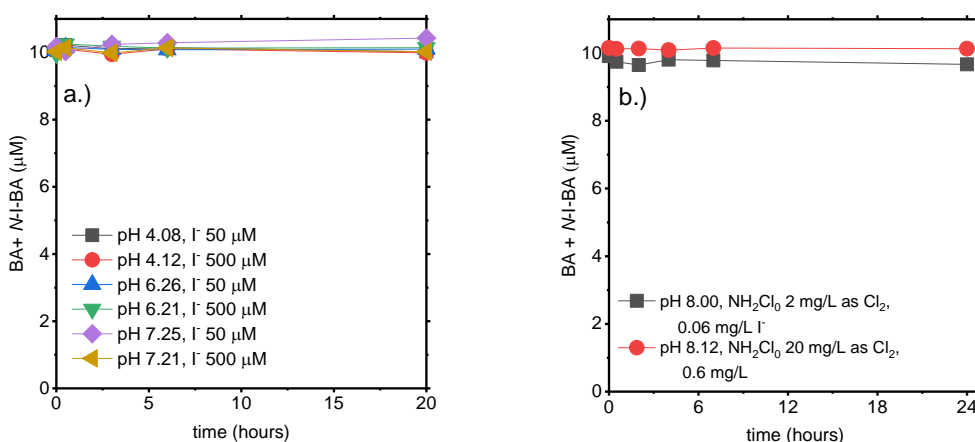 a.)
BA+ N-I-BA (μM)
10
8
6
4
2
0
pH 4.08, I⁻ 50 μM
pH 4.12, I⁻ 500 μM
pH 6.26, I⁻ 50 μM
pH 6.21, I⁻ 500 μM
pH 7.25, I⁻ 50 μM
pH 7.21, I⁻ 500 μM
0 5 10 15 20
time (hours)
b.)
BA + N-I-BA (μM)
10
8
6
4
2
0
pH 8.00, NH₂Cl₀ 2 mg/L as Cl₂,
0.06 mg/L I⁻
pH 8.12, NH₂Cl₀ 20 mg/L as Cl₂,
0.6 mg/L
0 6 12 18 24
time (hours)